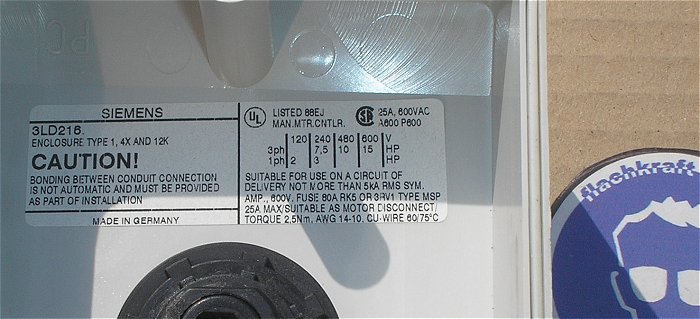 SIEMENS
3LD216.
ENCLOSURE TYPE 1, 4X AND 12K
CAUTION!
BONDING BETWEEN CONDUIT CONNECTION
IS NOT AUTOMATIC AND MUST BE PROVIDED
AS PART OF INSTALLATION
MADE IN GERMANY
UL LISTED 68EJ
MAN.MTR.CNTLR.
25A, 600VAC
A600 P600
120 240 480 600 V
3ph 7,5 10 15 HP
1ph 2 3 HP
SUITABLE FOR USE ON A CIRCUIT OF
DELIVERY NOT MORE THAN 5KA RMS SYM.
AMP., 600V. FUSE 60A RK5 OR 3RV1 TYPE MSP
25A MAX/SUITABLE AS MOTOR DISCONNECT/
TORQUE 2,5Nm, AWG 14-10, CU-WIRE 60/75°C
flachkraft